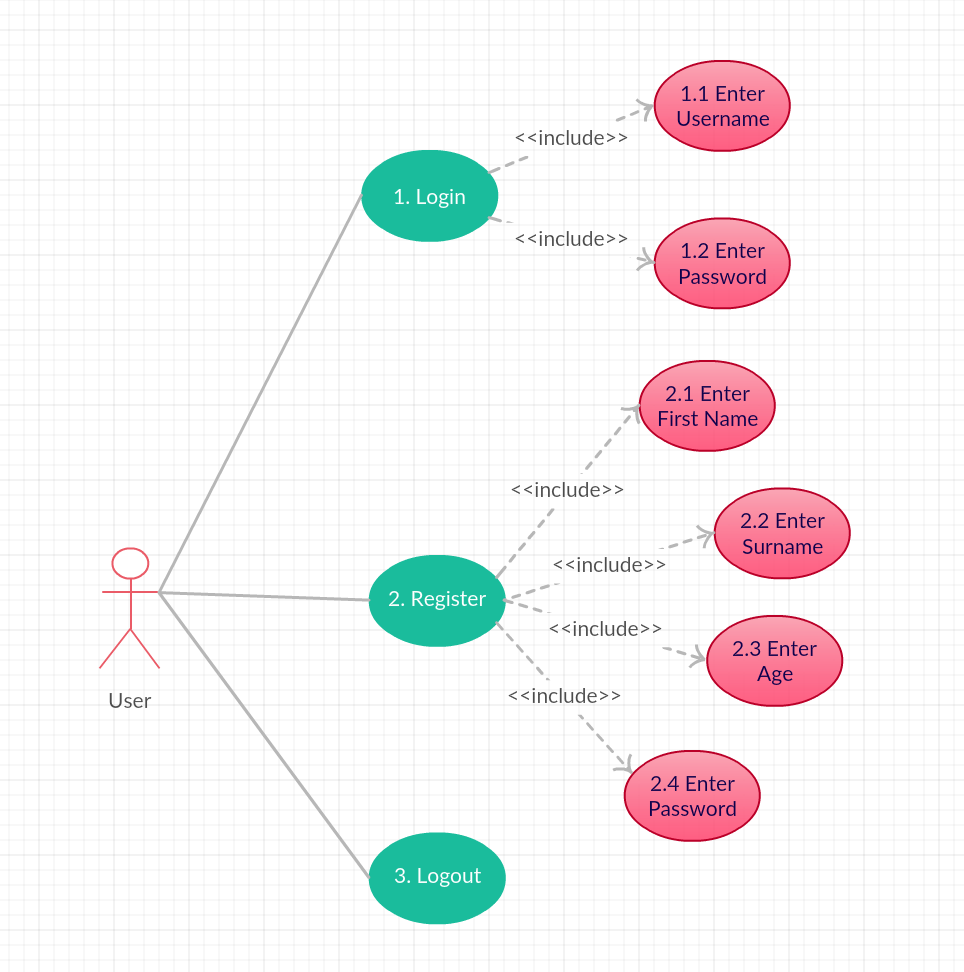 1.1 Enter
Username
<<include>>
1. Login
<<include>>
1.2 Enter
Password
2.1 Enter
First Name
<<include>>
2.2 Enter
Surname
<<include>>
2. Register
<<include>>
2.3 Enter
Age
<<include>>
User
2.4 Enter
Password
3. Logout